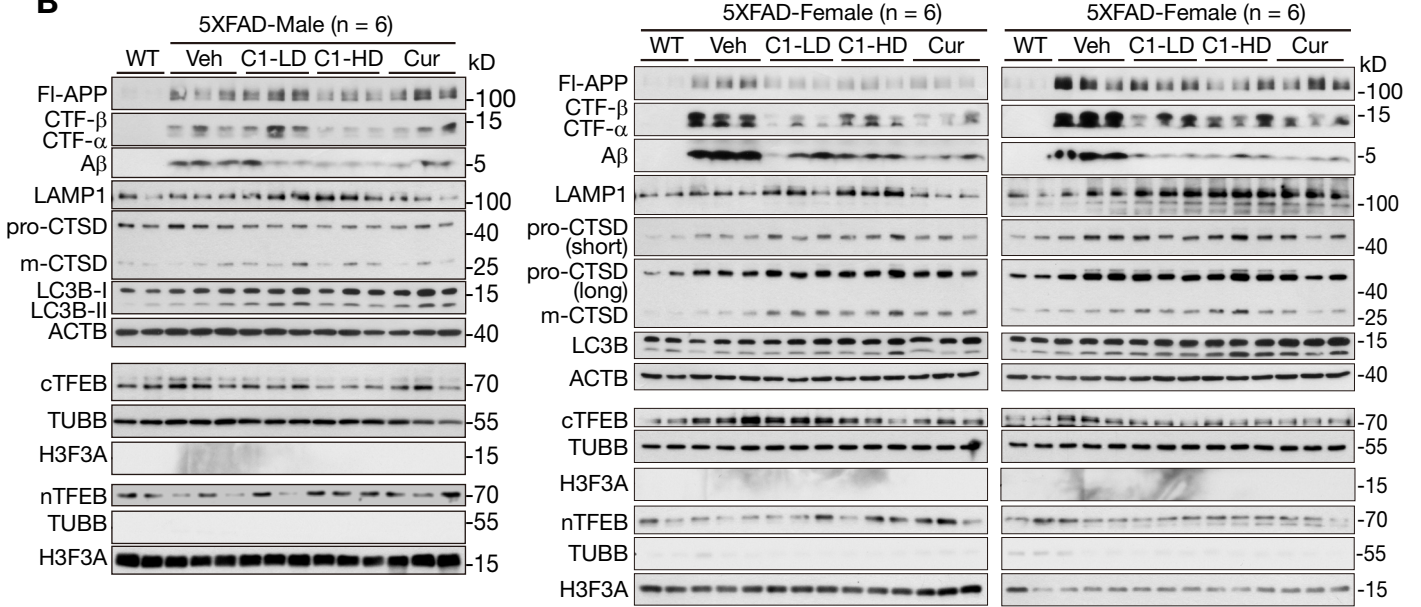 B
5XFAD-Male (n = 6)
WT Veh C1-LD C1-HD Cur kD
Fl-APP -100
CTF-β -15
CTF-α
Aβ -5
LAMP1 -100
pro-CTSD -40
m-CTSD -25
LC3B-I -15
LC3B-II
ACTB -40
cTFEB -70
TUBB -55
H3F3A -15
nTFEB -70
TUBB -55
H3F3A -15
5XFAD-Female (n = 6) 5XFAD-Female (n = 6)
WT Veh C1-LD C1-HD Cur WT Veh C1-LD C1-HD Cur kD
Fl-APP -100
CTF-β -15
CTF-α
Aβ -5
LAMP1 -100
pro-CTSD
(short) -40
pro-CTSD
(long) -40
m-CTSD -25
LC3B -15
ACTB -40
cTFEB -70
TUBB -55
H3F3A -15
nTFEB -70
TUBB -55
H3F3A -15